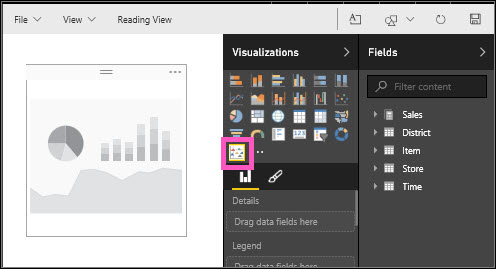 File View Reading View
Visualizations Fields
Filter content
Sales
District
Item
Store
Time
Details
Drag data fields here
Legend
Drag data fields here